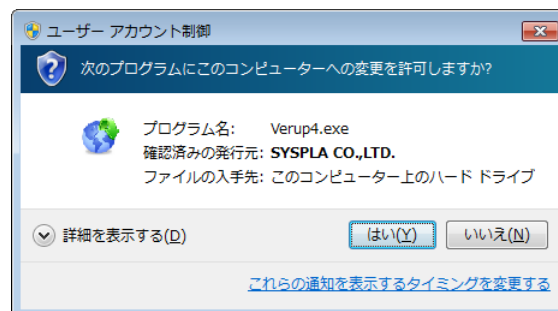 ユーザー アカウント制御
次のプログラムにこのコンピューターへの変更を許可しますか?
プログラム名: Verup4.exe
確認済みの発行元: SYSPLA CO.,LTD.
ファイルの入手先: このコンピューター上のハード ドライブ
詳細を表示する(D) はい(Y) いいえ(N)
これらの通知を表示するタイミングを変更する